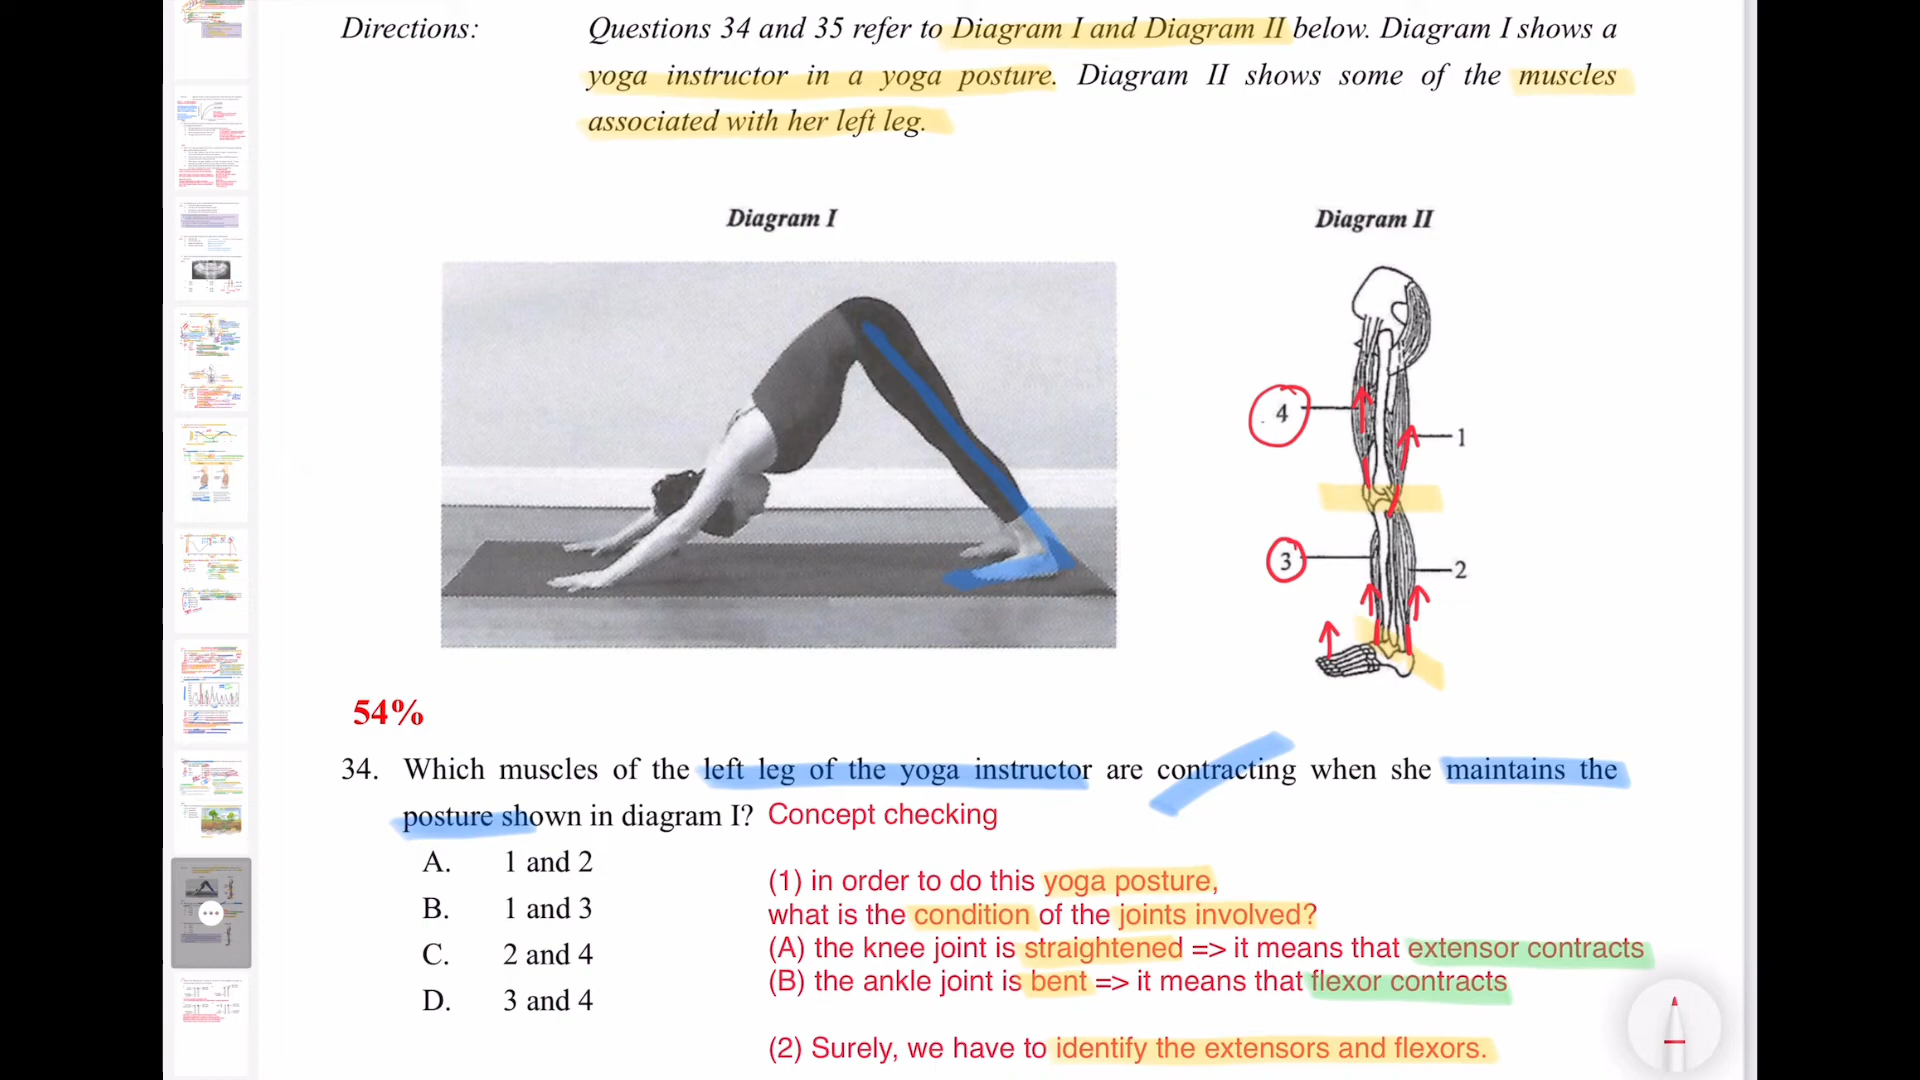 Directions: Questions 34 and 35 refer to Diagram I and Diagram II below. Diagram I shows a
yoga instructor in a yoga posture. Diagram II shows some of the muscles
associated with her left leg.
Diagram I
Diagram II
4
1
3
2
54%
34. Which muscles of the left leg of the yoga instructor are contracting when she maintains the
posture shown in diagram I? Concept checking
A. 1 and 2
B. 1 and 3
C. 2 and 4
D. 3 and 4
(1) in order to do this yoga posture,
what is the condition of the joints involved?
(A) the knee joint is straightened => it means that extensor contracts
(B) the ankle joint is bent => it means that flexor contracts
(2) Surely, we have to identify the extensors and flexors.